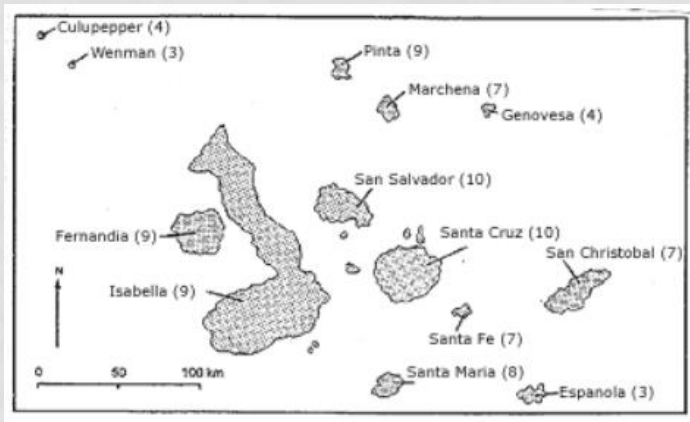 Culupepper (4)
Wenman (3)
Pinta (9)
Marchena (7)
Genovesa (4)
San Salvador (10)
Fernandia (9)
Santa Cruz (10)
San Christobal (7)
N
Isabella (9)
Santa Fe (7)
0 50 100 km
Santa Maria (8)
Espanola (3)